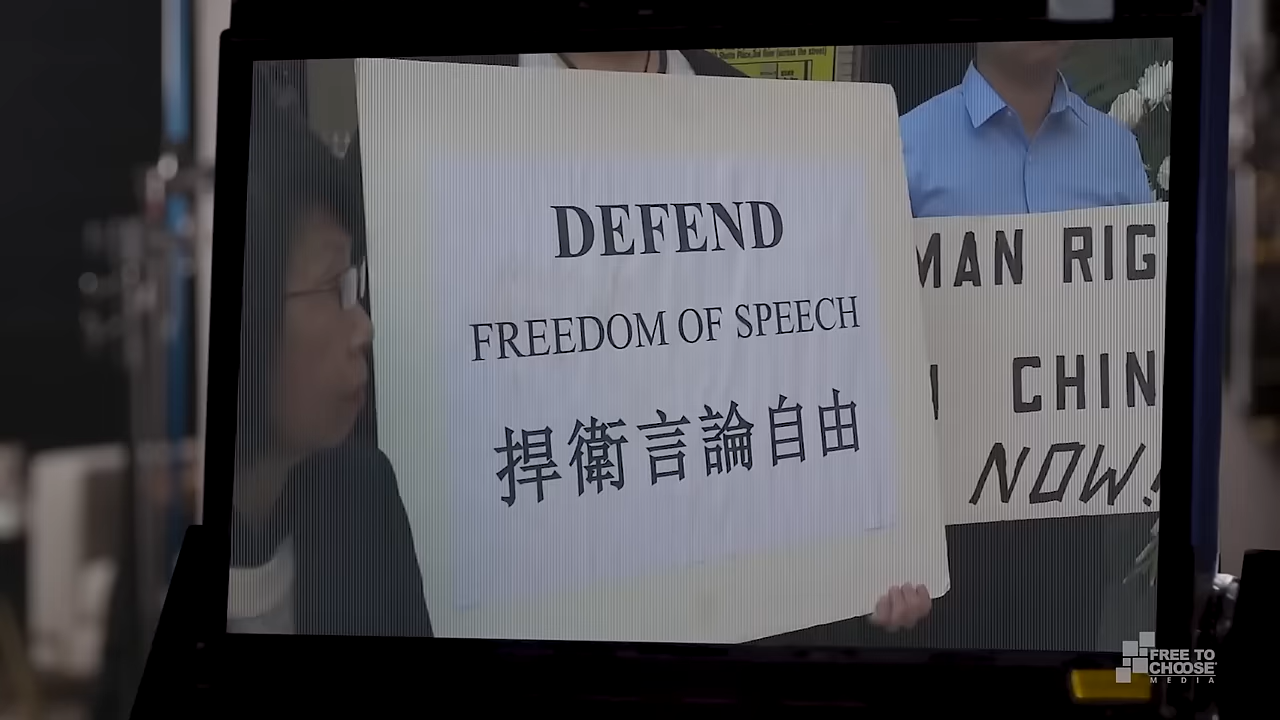 DEFEND
FREEDOM OF SPEECH
捍衛言論自由
MAN RIG
CHIN
NOW!
FREE TO
CHOOSE
MEDIA